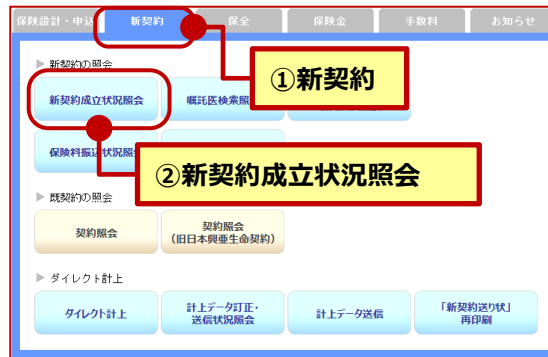 保険設計・申込 新契約 保全 保険金 手数料 お知らせ
新契約の照会
①新契約
新契約成立状況照会 嘱託医検索照
保険料振込状況照
②新契約成立状況照会
既契約の照会
契約照会 契約照会
(旧日本興亜生命契約)
ダイレクト計上
ダイレクト計上 計上データ訂正・ 計上データ送信 「新契約送り状」
送信状況照会 再印刷